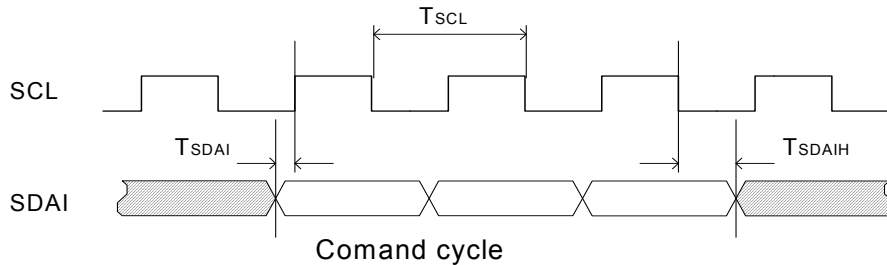 TSCL
SCL
TSDAI
TSDAIH
SDAI
Comand cycle